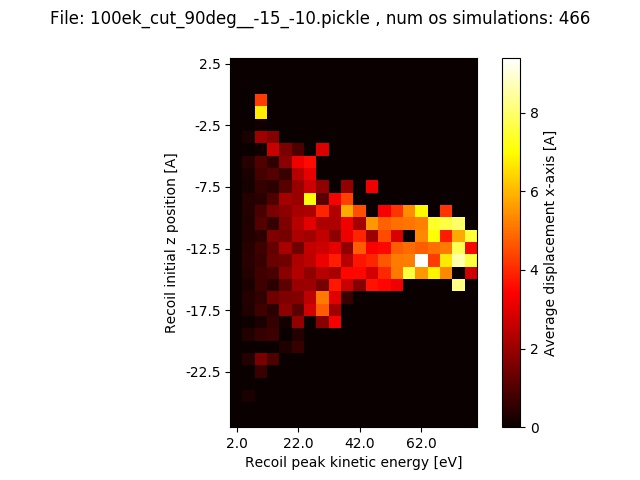 File: 100ek_cut_90deg__-15_-10.pickle , num os simulations: 466
2.5
-2.5
-7.5
-12.5
-17.5
-22.5
Recoil initial z position [A]
2.0 22.0 42.0 62.0
Recoil peak kinetic energy [eV]
8
6
4
2
0
Average displacement x-axis [A]